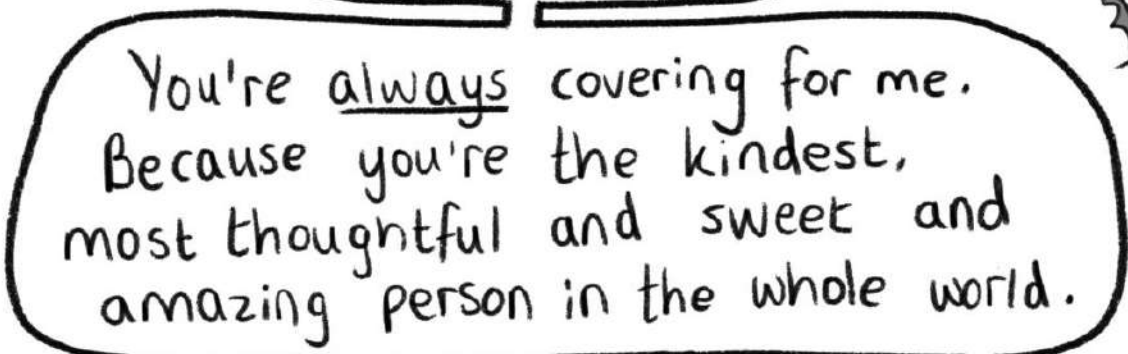 You're always covering for me.
Because you're the kindest,
most thoughtful and sweet and
amazing person in the whole world.